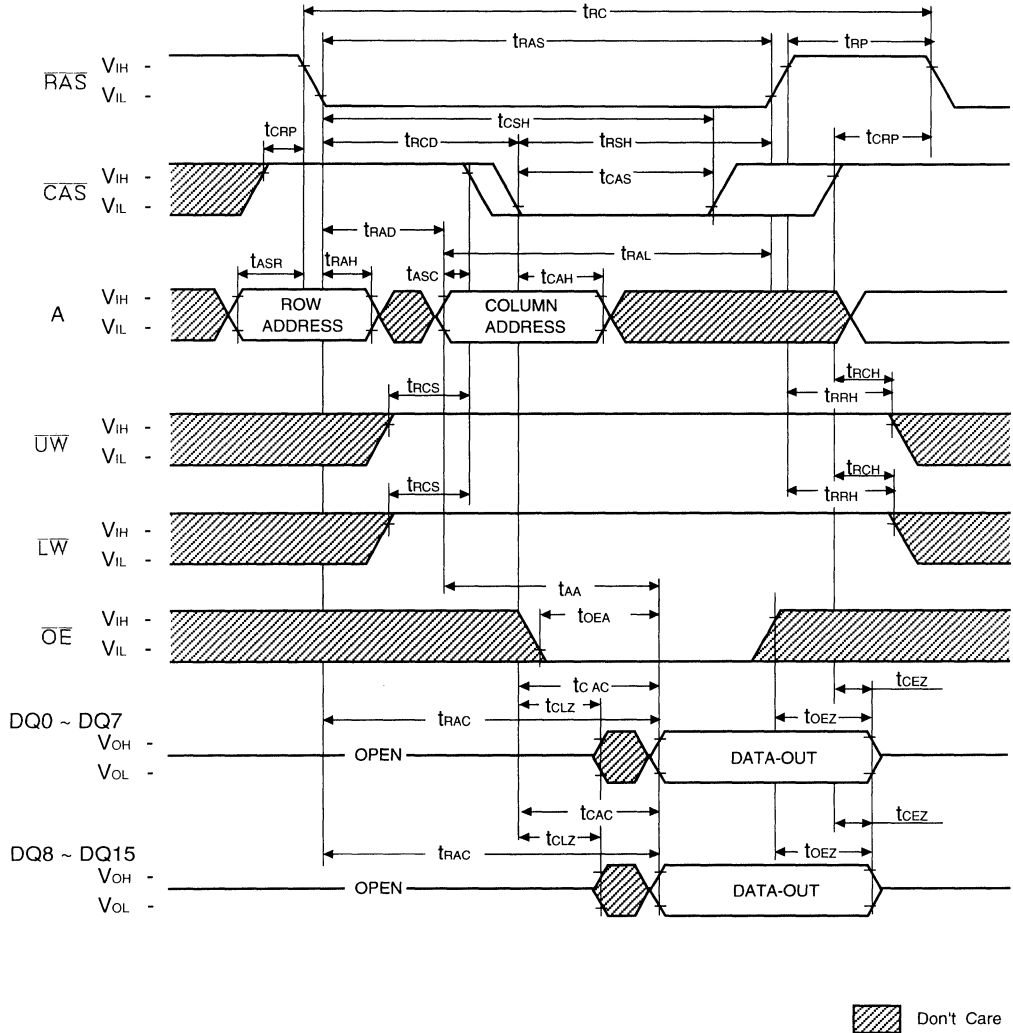 tRC
tRAS tRP
RAS VIH -
VIL -
tCSH
tCRP tRCD tRSH tCRP
CAS VIH -
VIL -
tCAS
tRAD tRAL
tASR tRAH tASC tCAH
A VIH -
VIL -
ROW ADDRESS
COLUMN ADDRESS
tRCS tRCH
tRRH
UW VIH -
VIL -
tRCS tRCH
tRRH
LW VIH -
VIL -
tAA
tOEA
OE VIH -
VIL -
tCAC tCEZ
tCLZ tOEZ
DQ0 ~ DQ7 tRAC
VOH -
VOL -
OPEN DATA-OUT
tCAC tCEZ
tCLZ tOEZ
DQ8 ~ DQ15 tRAC
VOH -
VOL -
OPEN DATA-OUT
Don't Care